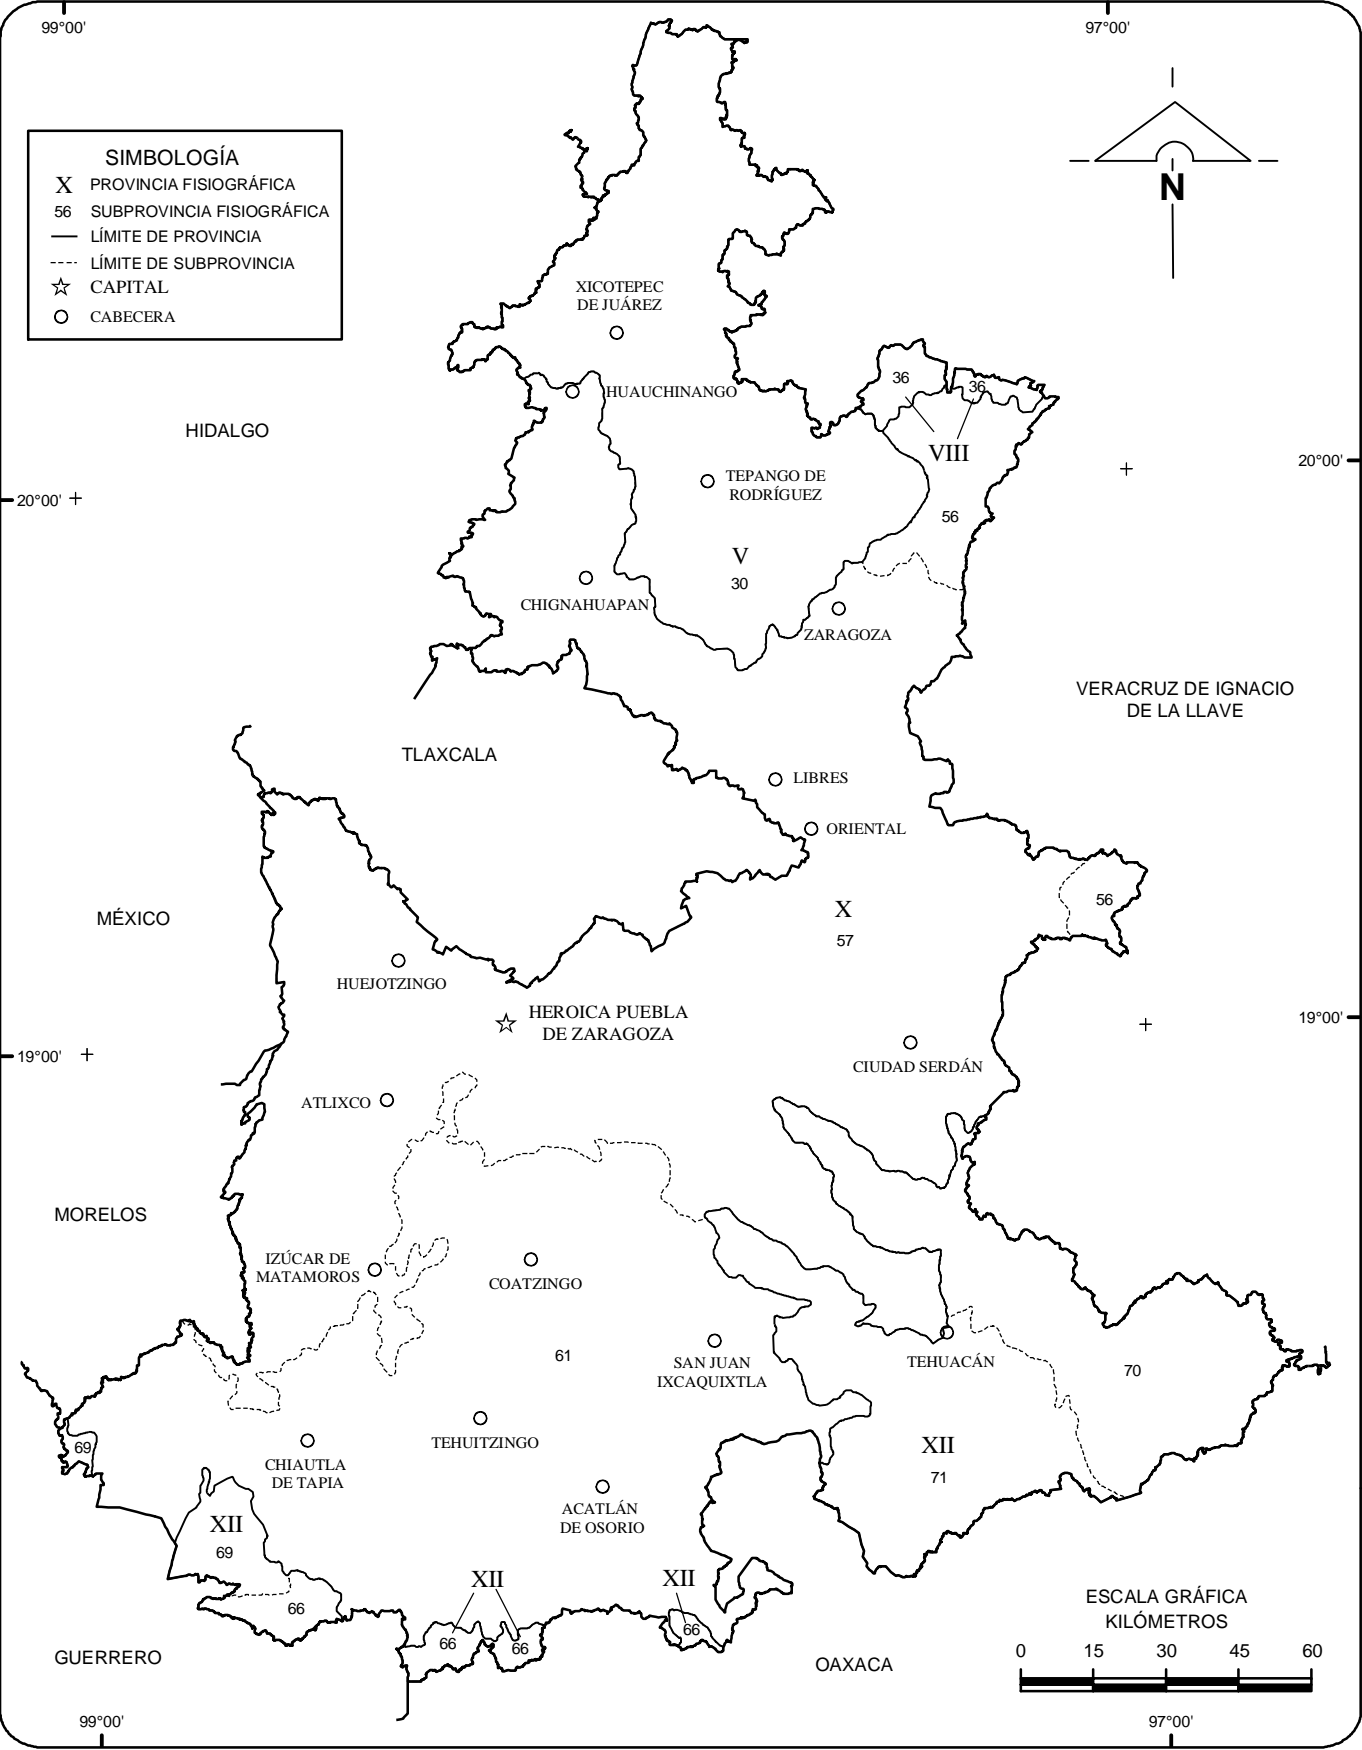 99°00'
97°00'
SIMBOLOGÍA
X PROVINCIA FISIOGRÁFICA
56 SUBPROVINCIA FISIOGRÁFICA
LÍMITE DE PROVINCIA
LÍMITE DE SUBPROVINCIA
CAPITAL
CABECERA
N
XICOTEPEC
DE JUÁREZ
HUAUCHINANGO
36
36
VIII
HIDALGO
20°00'
20°00'
TEPANGO DE
RODRÍGUEZ
56
V
30
CHIGNAHUAPAN
ZARAGOZA
VERACRUZ DE IGNACIO
DE LA LLAVE
TLAXCALA
LIBRES
ORIENTAL
MÉXICO
X
57
56
HUEJOTZINGO
HEROICA PUEBLA
DE ZARAGOZA
19°00'
19°00'
CIUDAD SERDÁN
ATLIXCO
MORELOS
IZÚCAR DE
MATAMOROS
COATZINGO
61
SAN JUAN
IXCAQUIXTLA
TEHUACÁN
70
69
CHIAUTLA
DE TAPIA
TEHUITZINGO
XII
71
ACATLÁN
DE OSORIO
XII
69
66
XII
66
66
XII
66
GUERRERO
OAXACA
ESCALA GRÁFICA
KILÓMETROS
0 15 30 45 60
99°00'
97°00'